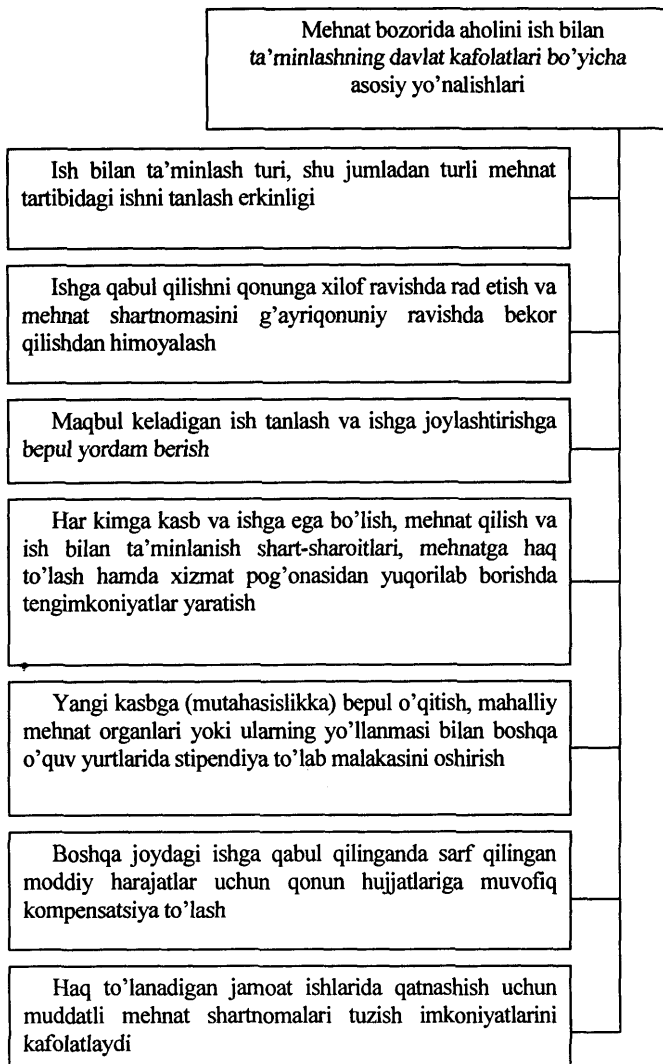 Mehnat bozorida aholini ish bilan
ta'minlashning davlat kafolatlari bo'yicha
asosiy yo'nalishlari
Ish bilan ta'minlash turi, shu jumladan turli mehnat
tartibidagi ishni tanlash erkinligi
Ishga qabul qilishni qonunga xilof ravishda rad etish va
mehnat shartnomasini g'ayriqonuniy ravishda bekor
qilishdan himoyalash
Maqbul keladigan ish tanlash va ishga joylashtirishga
bepul yordam berish
Har kimga kasb va ishga ega bo'lish, mehnat qilish va
ish bilan ta'minlanish shart-sharoitlari, mehnatga haq
to'lash hamda xizmat pog'onasidan yuqorilab borishda
tengimkoniyatlar yaratish
Yangi kasbga (mutahasislikka) bepul o'qitish, mahalliy
mehnat organlari yoki ularning yo'llanmasi bilan boshqa
o'quv yurtlarida stipendiya to'lab malakasini oshirish
Boshqa joydagi ishga qabul qilinganda sarf qilingan
moddiy harajatlar uchun qonun hujjatlariga muvofiq
kompensatsiya to'lash
Haq to'lanadigan jamoat ishlarida qatnashish uchun
muddatli mehnat shartnomalari tuzish imkoniyatlarini
kafolatlaydi